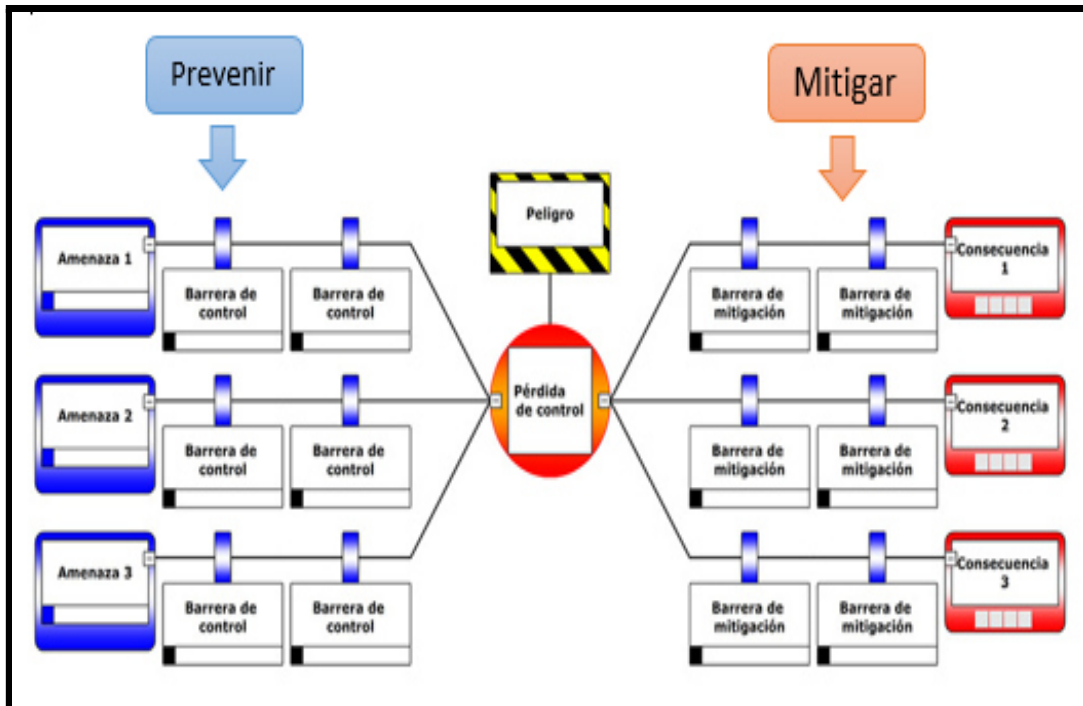 Prevenir
Mitigar
Peligro
Amenaza 1
Barrera de
control
Barrera de
control
Pérdida
de control
Barrera de
mitigación
Barrera de
mitigación
Consecuencia
1
Amenaza 2
Barrera de
control
Barrera de
control
Barrera de
mitigación
Barrera de
mitigación
Consecuencia
2
Amenaza 3
Barrera de
control
Barrera de
control
Barrera de
mitigación
Barrera de
mitigación
Consecuencia
3